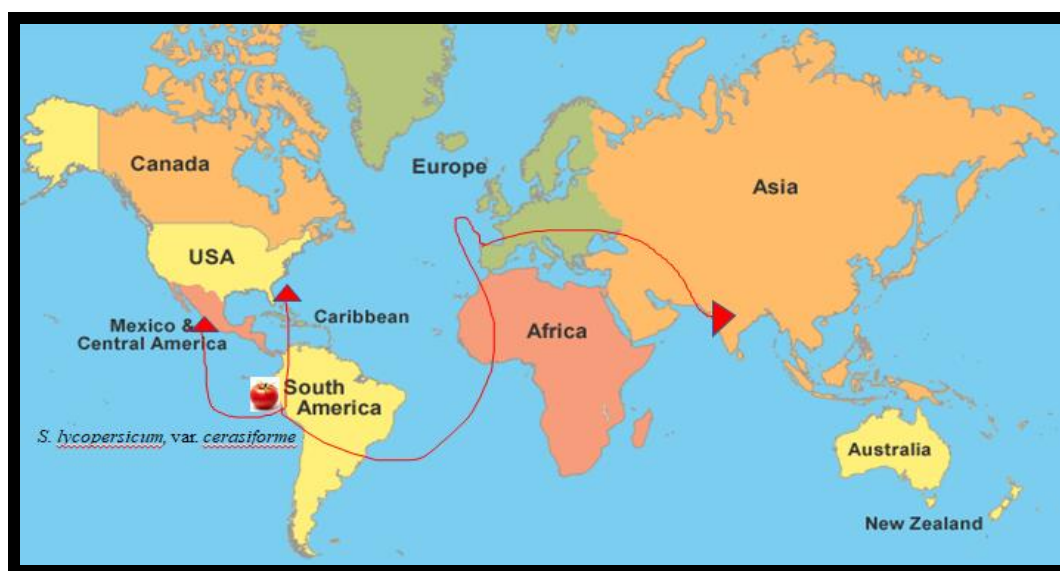 Canada
Europe
Asia
USA
Mexico &
Central America
Caribbean
Africa
South
America
S. lycopersicum, var. cerasiforme
Australia
New Zealand